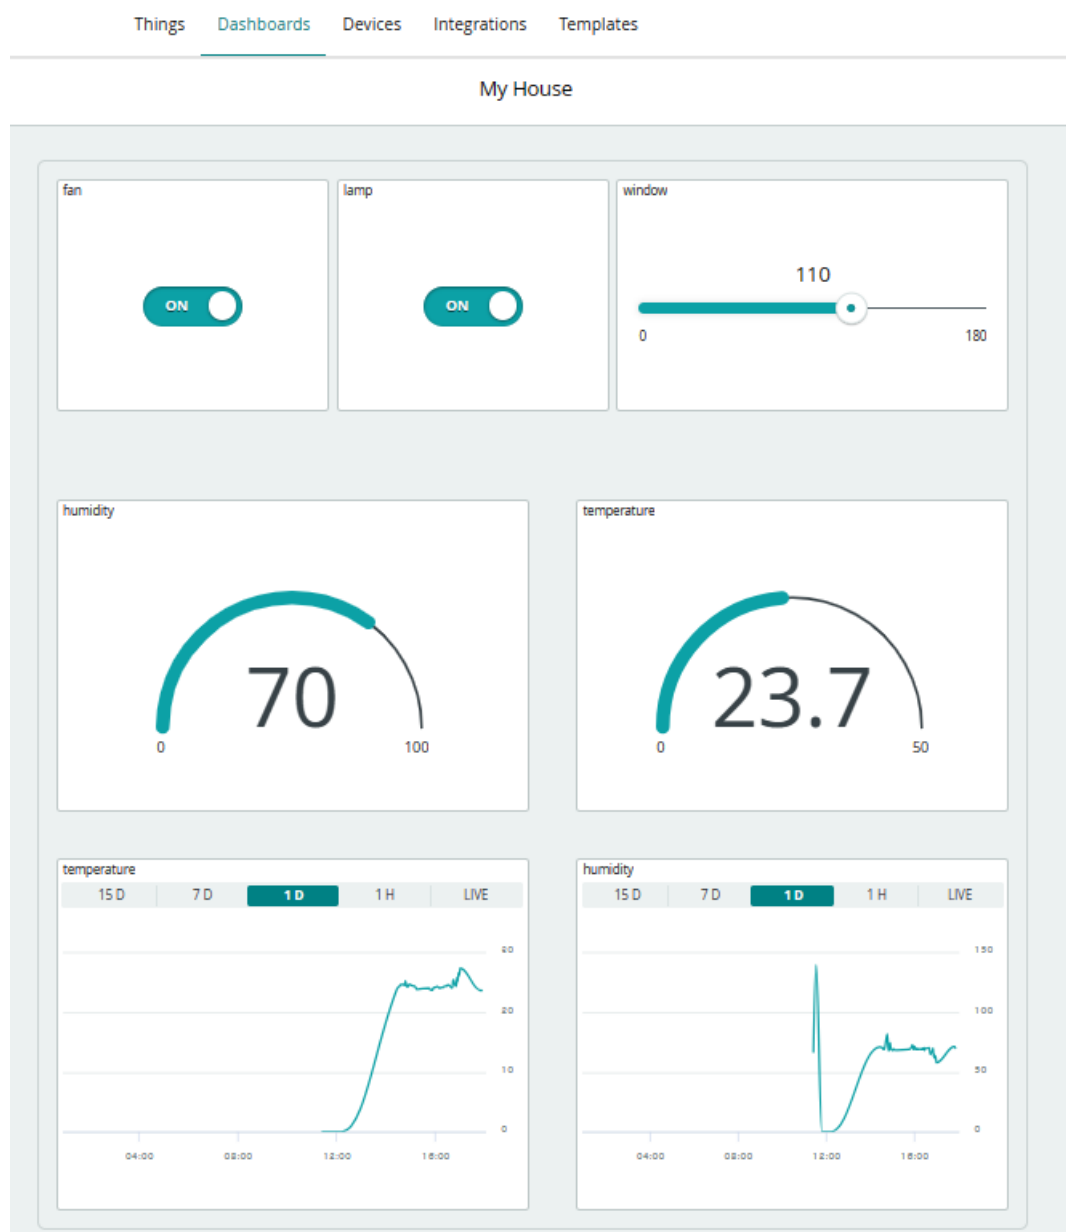 Things Dashboards Devices Integrations Templates
My House
fan
ON
lamp
ON
window
110
0 180
humidity
70
0 100
temperature
23.7
0 50
temperature
15 D 7 D 1 D 1 H LIVE
30
20
10
0
04:00 08:00 12:00 16:00
humidity
15 D 7 D 1 D 1 H LIVE
150
100
50
0
04:00 08:00 12:00 16:00